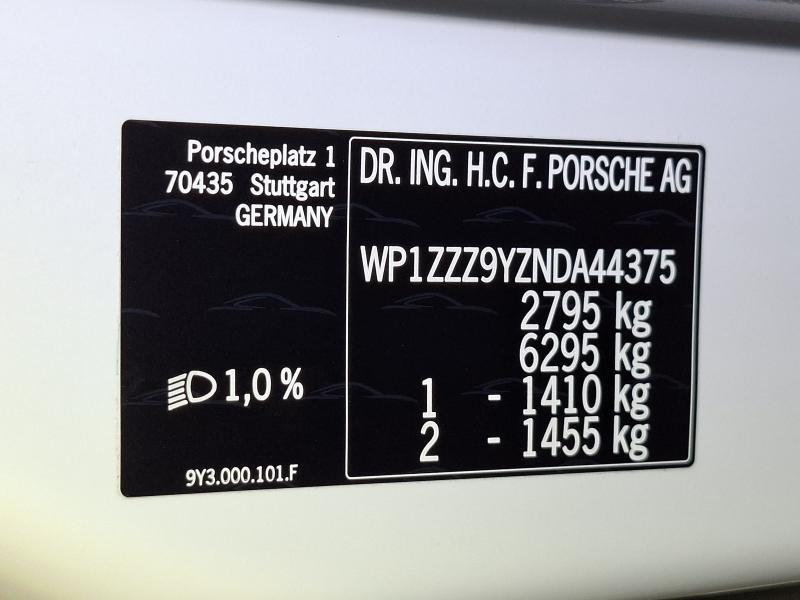 Porscheplatz 1
70435 Stuttgart
GERMANY
1,0 %
9Y3.000.101.F
DR. ING. H.C. F. PORSCHE AG
WP1ZZZ9YZNDA44375
2795 kg
6295 kg
1 - 1410 kg
2 - 1455 kg